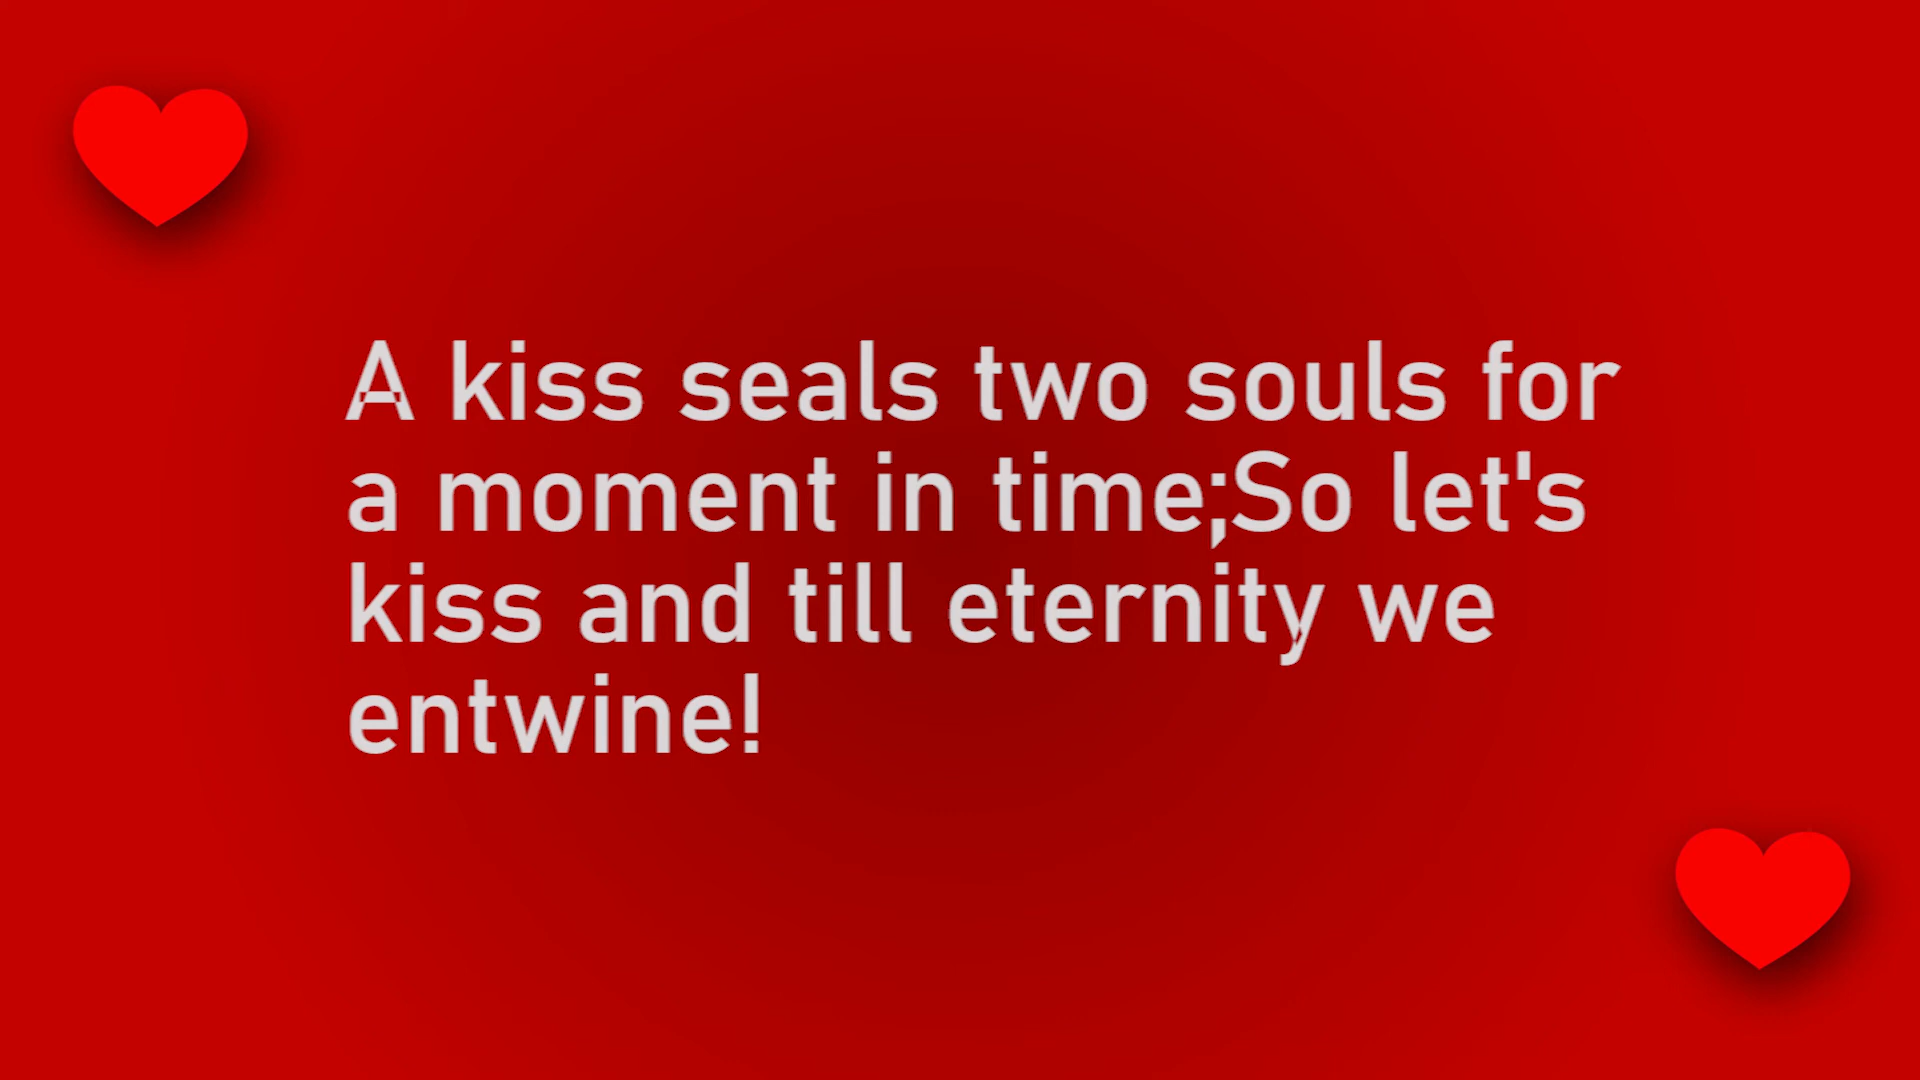 A kiss seals two souls for
a moment in time;So let's
kiss and till eternity we
entwine!